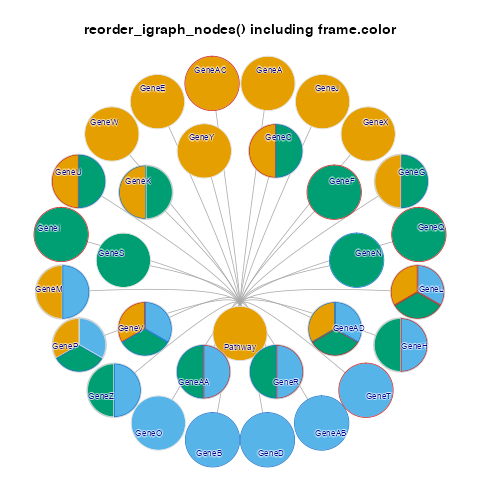 reorder_igraph_nodes() including frame.color
GeneAC
GeneA
GeneE
GeneJ
GeneW
GeneX
GeneY
GeneC
GeneU
GeneK
GeneF
GeneG
GeneI
GeneQ
GeneS
GeneN
GeneM
GeneL
GeneV
GeneAD
GeneP
GeneH
Pathway
GeneAA
GeneR
GeneZ
GeneT
GeneO
GeneAB
GeneB
GeneD